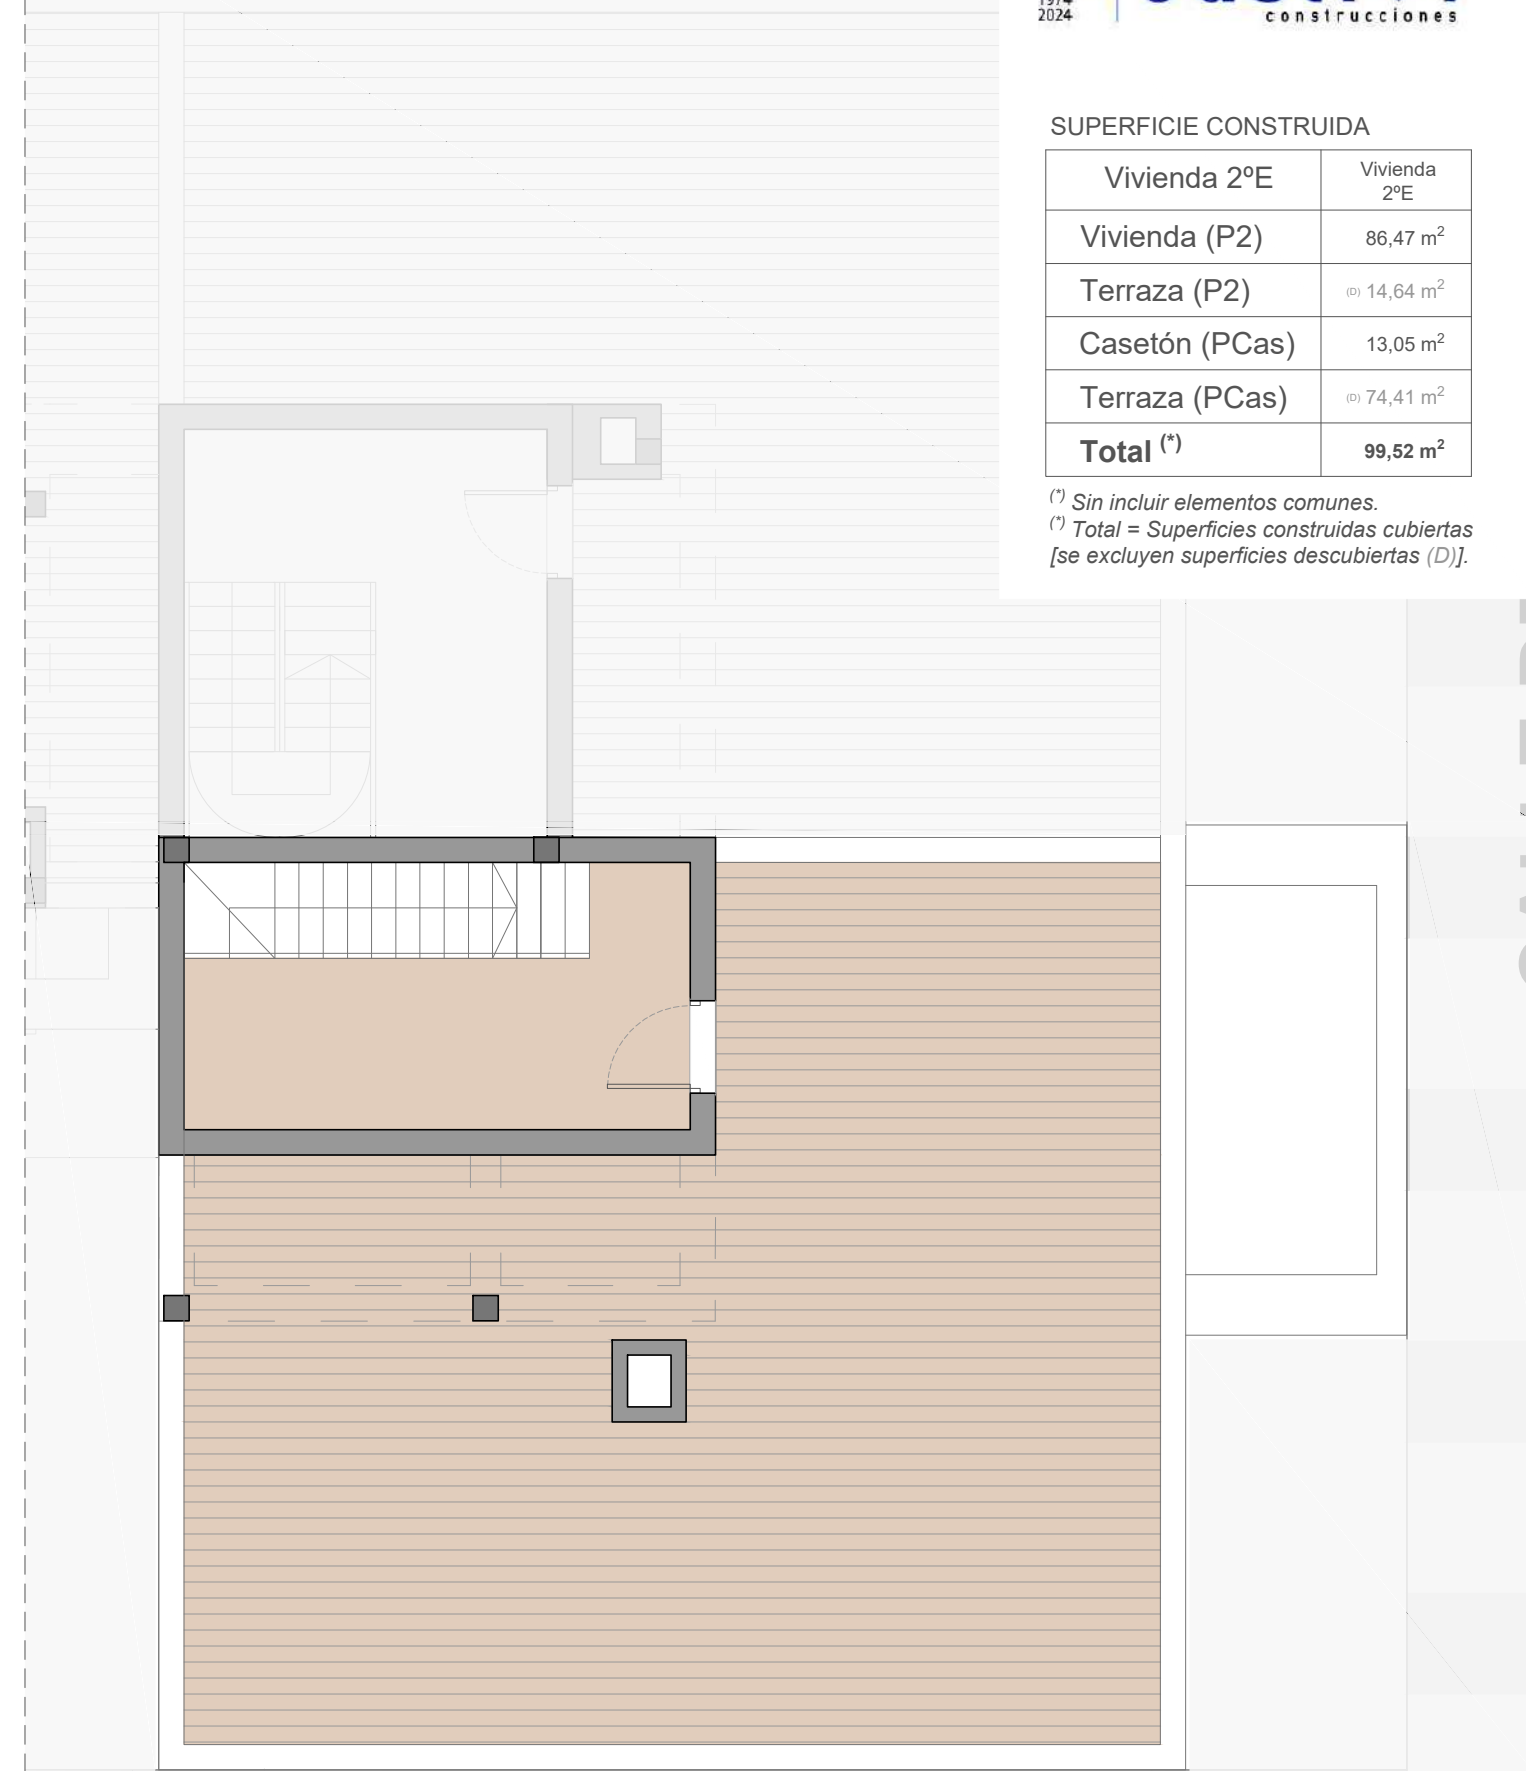 2024
construcciones
SUPERFICIE CONSTRUIDA
Vivienda 2ºE
Vivienda
2ºE
Vivienda (P2)
86,47 m²
Terraza (P2)
(D) 14,64 m²
Casetón (PCas)
13,05 m²
Terraza (PCas)
(D) 74,41 m²
Total (*)
99,52 m²
(*) Sin incluir elementos comunes.
(*) Total = Superficies construidas cubiertas
[se excluyen superficies descubiertas (D)].